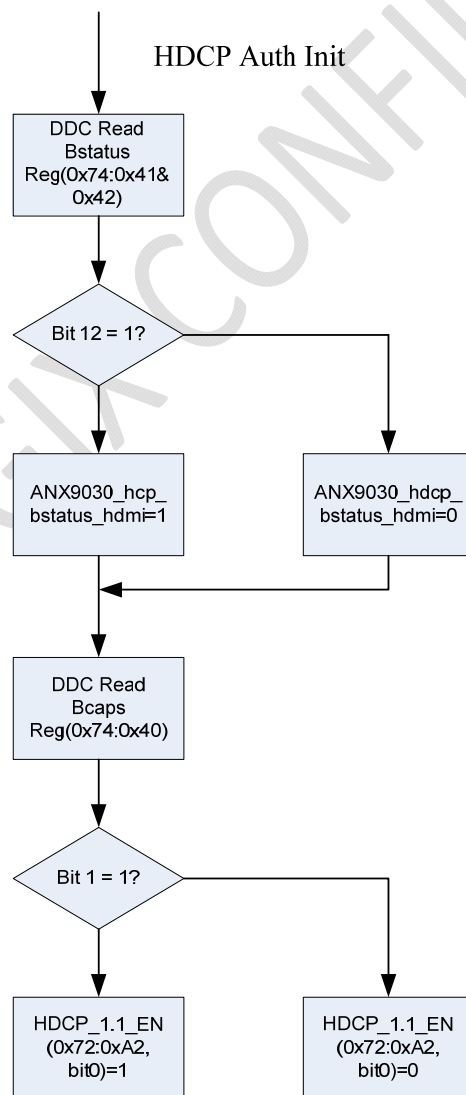 HDCP Auth Init
DDC Read
Bstatus
Reg(0x74:0x41&
0x42)
Bit 12 = 1?
ANX9030_hcp_
bstatus_hdmi=1
ANX9030_hdcp_
bstatus_hdmi=0
DDC Read
Bcaps
Reg(0x74:0x40)
Bit 1 = 1?
HDCP_1.1_EN
(0x72:0xA2,
bit0)=1
HDCP_1.1_EN
(0x72:0xA2,
bit0)=0
GIX CONFI